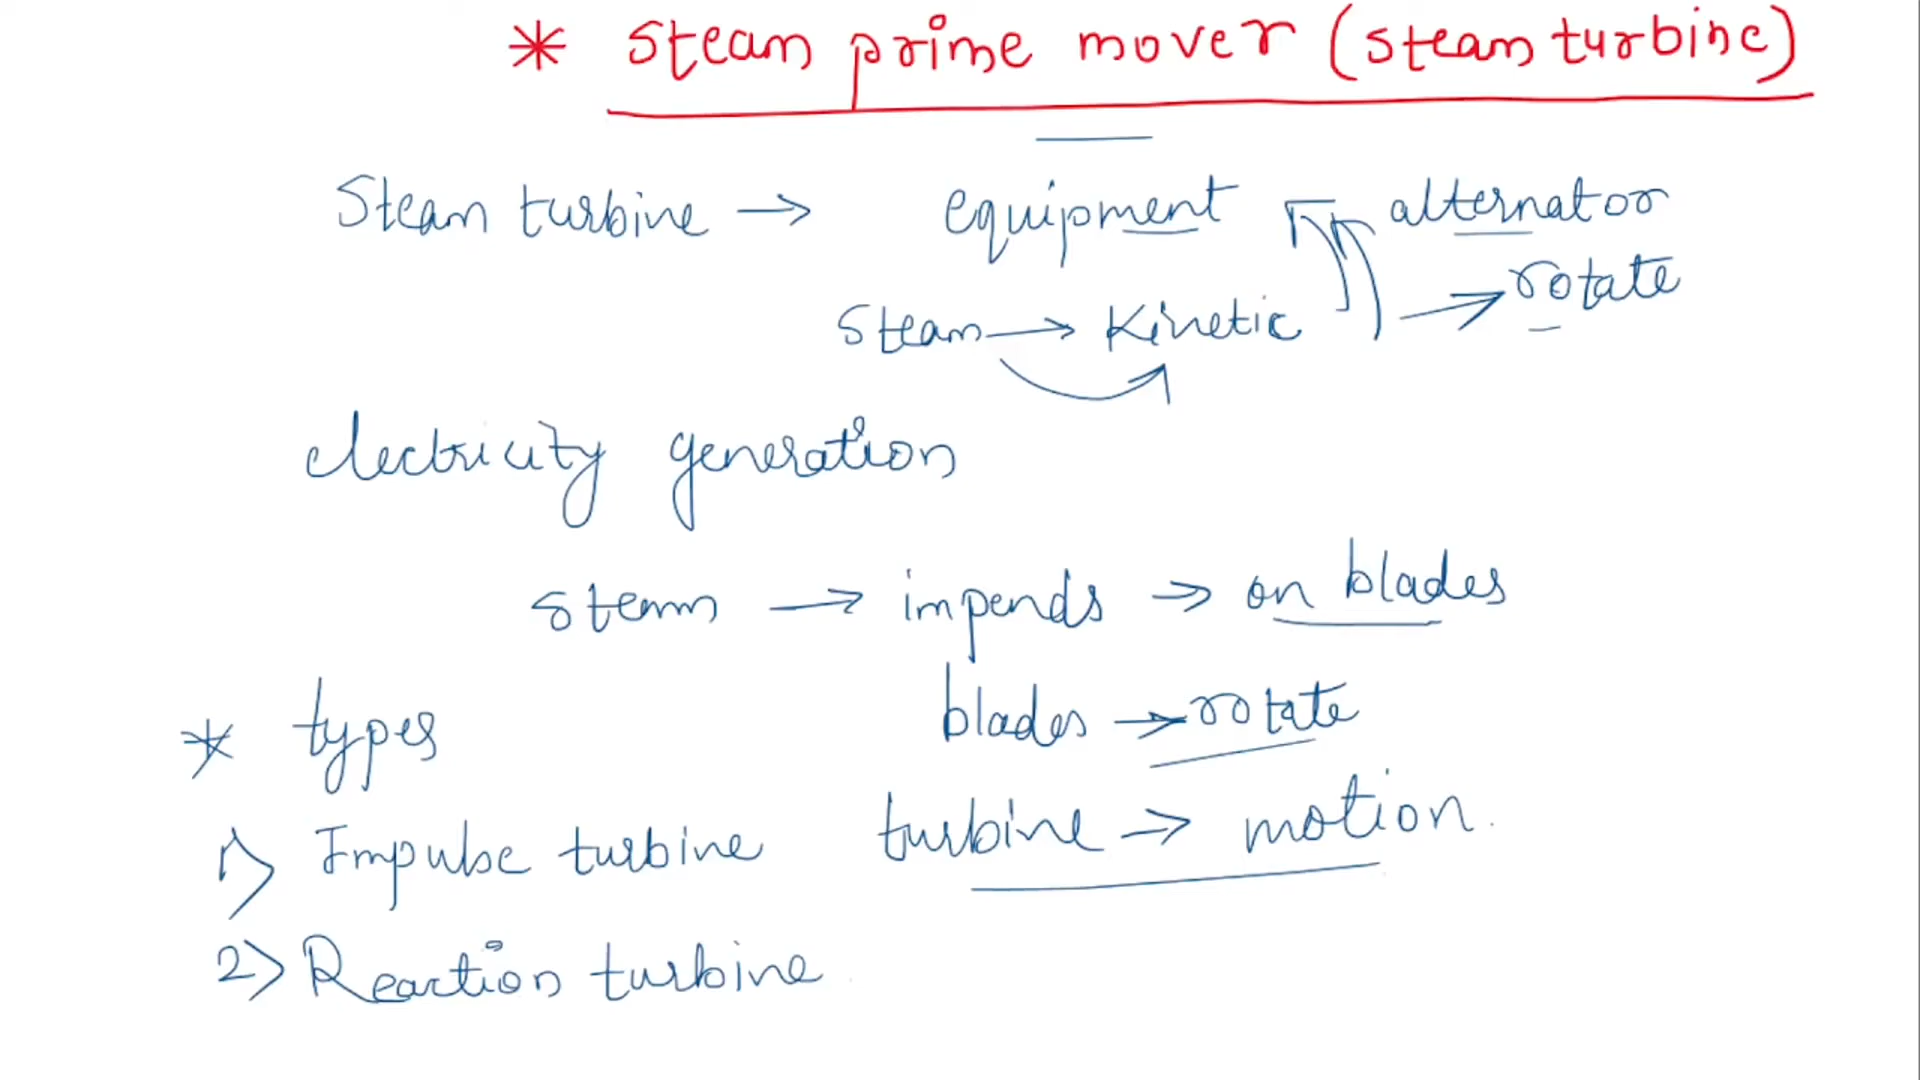 * Steam prime mover (steam turbine)
Steam turbine → equipment alternator
→ rotate
Steam → Kinetic
electricity generation
steam → impends → on blades
* types
blades → rotate
1) Impulse turbine
turbine → motion.
2) Reaction turbine